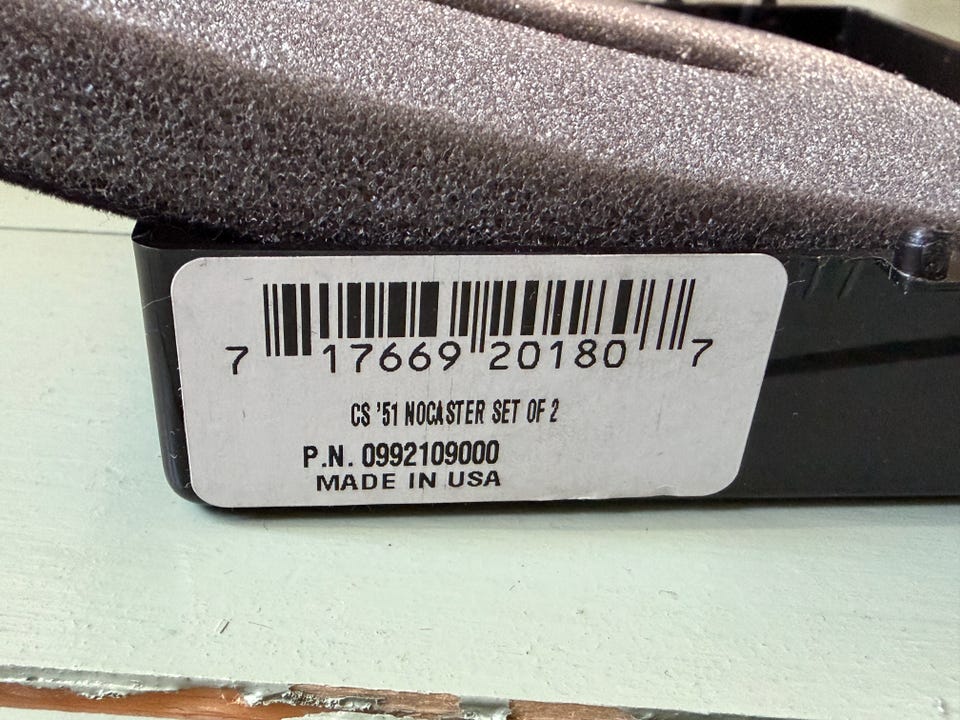 7 17669 20180 7
CS '51 NOCASTER SET OF 2
P.N. 0992109000
MADE IN USA